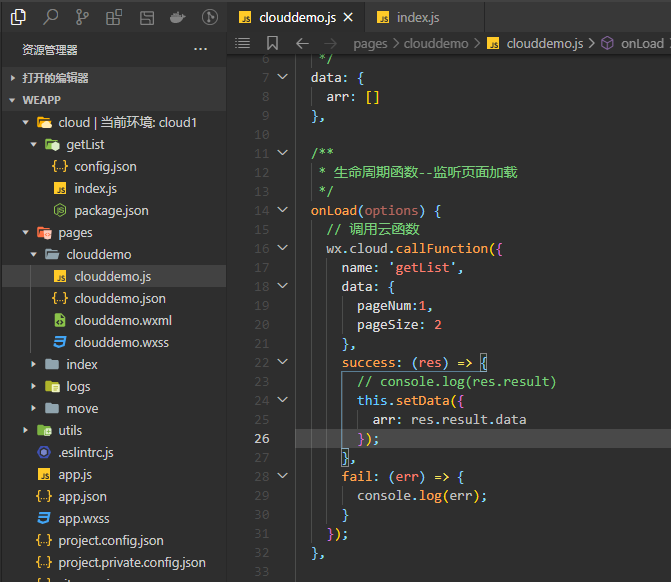 clouddemo.js
index.js
资源管理器
pages > clouddemo > clouddemo.js > onLoad
打开的编辑器
WEAPP
cloud | 当前环境: cloud1
getList
config.json
index.js
package.json
pages
clouddemo
clouddemo.js
clouddemo.json
clouddemo.wxml
clouddemo.wxss
index
logs
move
utils
.eslintrc.js
app.js
app.json
app.wxss
project.config.json
project.private.config.json
6 */
7 data: {
8 arr: []
9 },
10
11 /**
12 * 生命周期函数--监听页面加载
13 */
14 onLoad(options) {
15 // 调用云函数
16 wx.cloud.callFunction({
17 name: 'getList',
18 data: {
19 pageNum:1,
20 pageSize: 2
21 },
22 success: (res) => {
23 // console.log(res.result)
24 this.setData({
25 arr: res.result.data
26 });
27 },
28 fail: (err) => {
29 console.log(err);
30 }
31 });
32 },
33